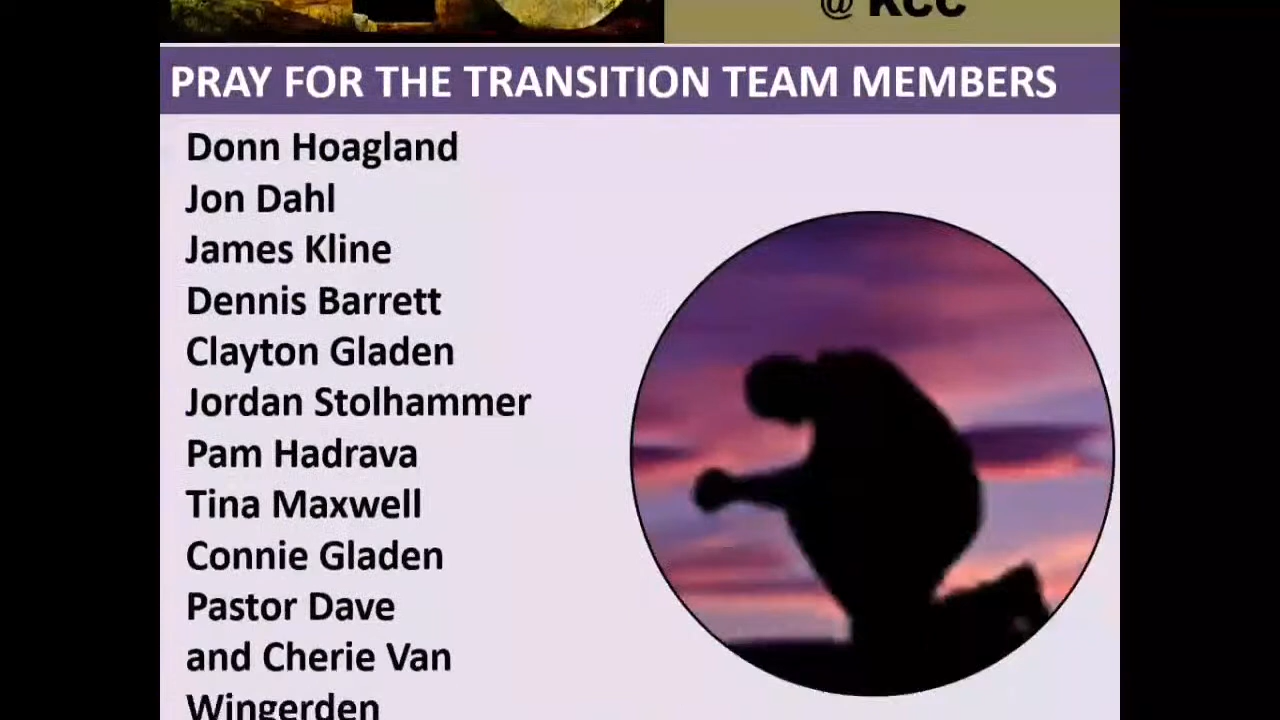 @ KCC
PRAY FOR THE TRANSITION TEAM MEMBERS
Donn Hoagland
Jon Dahl
James Kline
Dennis Barrett
Clayton Gladen
Jordan Stolhammer
Pam Hadrava
Tina Maxwell
Connie Gladen
Pastor Dave
and Cherie Van
Wingerden